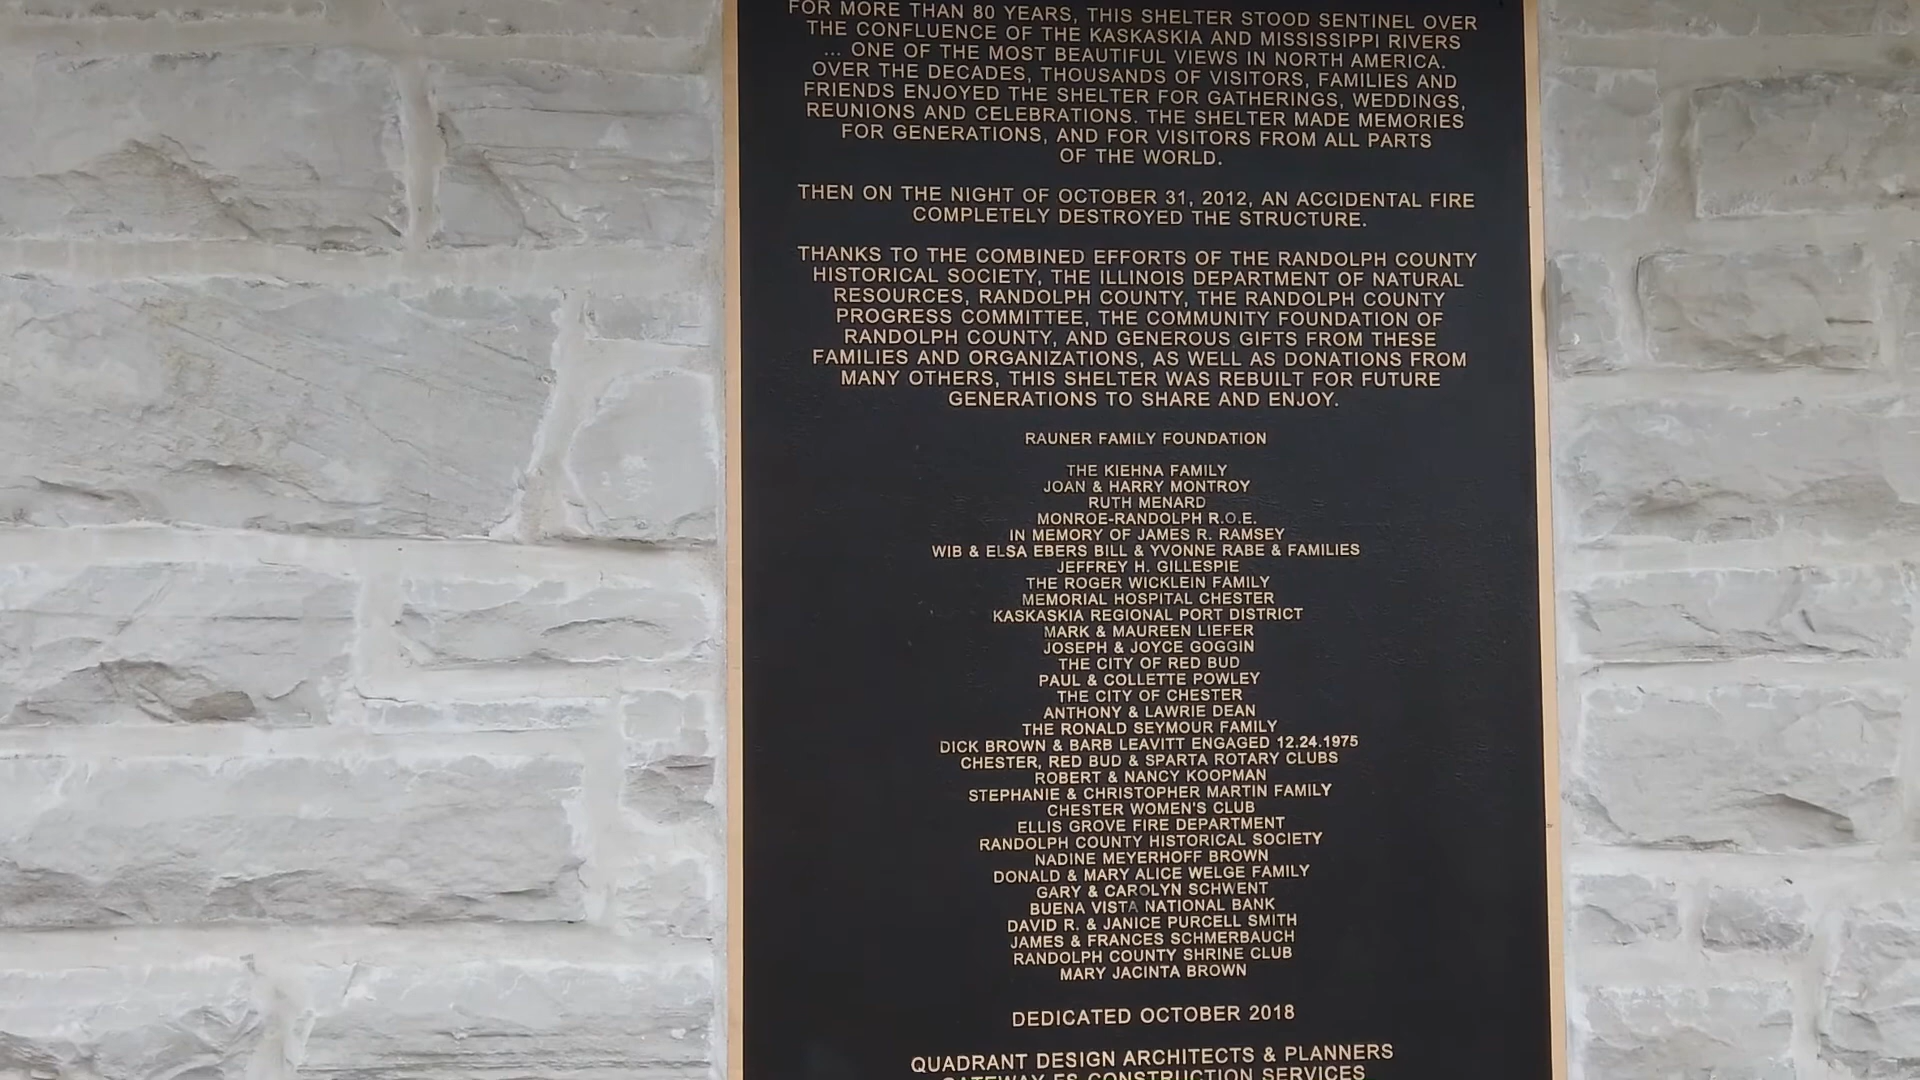 FOR MORE THAN 80 YEARS, THIS SHELTER STOOD SENTINEL OVER
THE CONFLUENCE OF THE KASKASKIA AND MISSISSIPPI RIVERS
... ONE OF THE MOST BEAUTIFUL VIEWS IN NORTH AMERICA.
OVER THE DECADES, THOUSANDS OF VISITORS, FAMILIES AND
FRIENDS ENJOYED THE SHELTER FOR GATHERINGS, WEDDINGS,
REUNIONS AND CELEBRATIONS. THE SHELTER MADE MEMORIES
FOR GENERATIONS, AND FOR VISITORS FROM ALL PARTS
OF THE WORLD.
THEN ON THE NIGHT OF OCTOBER 31, 2012, AN ACCIDENTAL FIRE
COMPLETELY DESTROYED THE STRUCTURE.
THANKS TO THE COMBINED EFFORTS OF THE RANDOLPH COUNTY
HISTORICAL SOCIETY, THE ILLINOIS DEPARTMENT OF NATURAL
RESOURCES, RANDOLPH COUNTY, THE RANDOLPH COUNTY
PROGRESS COMMITTEE, THE COMMUNITY FOUNDATION OF
RANDOLPH COUNTY, AND GENEROUS GIFTS FROM THESE
FAMILIES AND ORGANIZATIONS, AS WELL AS DONATIONS FROM
MANY OTHERS, THIS SHELTER WAS REBUILT FOR FUTURE
GENERATIONS TO SHARE AND ENJOY.
RAUNER FAMILY FOUNDATION
THE KIEHNA FAMILY
JOAN & HARRY MONTROY
RUTH MENARD
MONROE-RANDOLPH R.O.E.
IN MEMORY OF JAMES R. RAMSEY
WIB & ELSA EBERS BILL & YVONNE RABE & FAMILIES
JEFFREY H. GILLESPIE
THE ROGER WICKLEIN FAMILY
MEMORIAL HOSPITAL CHESTER
KASKASKIA REGIONAL PORT DISTRICT
MARK & MAUREEN LIEFER
JOSEPH & JOYCE GOGGIN
THE CITY OF RED BUD
PAUL & COLLETTE POWLEY
THE CITY OF CHESTER
ANTHONY & LAWRIE DEAN
THE RONALD SEYMOUR FAMILY
DICK BROWN & BARB LEAVITT ENGAGED 12.24.1975
CHESTER, RED BUD & SPARTA ROTARY CLUBS
ROBERT & NANCY KOOPMAN
STEPHANIE & CHRISTOPHER MARTIN FAMILY
CHESTER WOMEN'S CLUB
ELLIS GROVE FIRE DEPARTMENT
RANDOLPH COUNTY HISTORICAL SOCIETY
NADINE MEYERHOFF BROWN
DONALD & MARY ALICE WELGE FAMILY
GARY & CAROLYN SCHWENT
BUENA VISTA NATIONAL BANK
DAVID R. & JANICE PURCELL SMITH
JAMES & FRANCES SCHMERBAUCH
RANDOLPH COUNTY SHRINE CLUB
MARY JACINTA BROWN
DEDICATED OCTOBER 2018
QUADRANT DESIGN ARCHITECTS & PLANNERS
GATEWAY FS CONSTRUCTION SERVICES